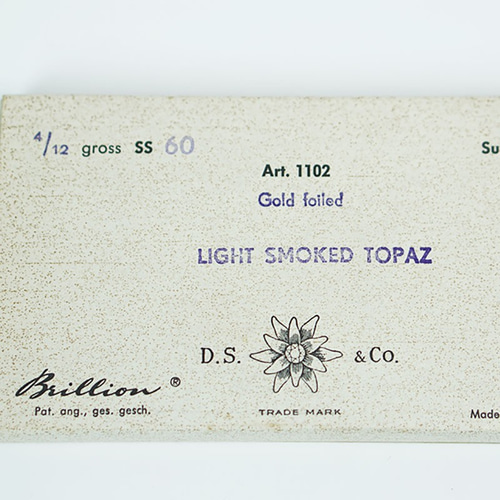 4/12 gross SS 60
Su
Art. 1102
Gold foiled
LIGHT SMOKED TOPAZ
D.S. & Co.
Brillion ®
Pat. ang., ges. gesch.
TRADE MARK
Made